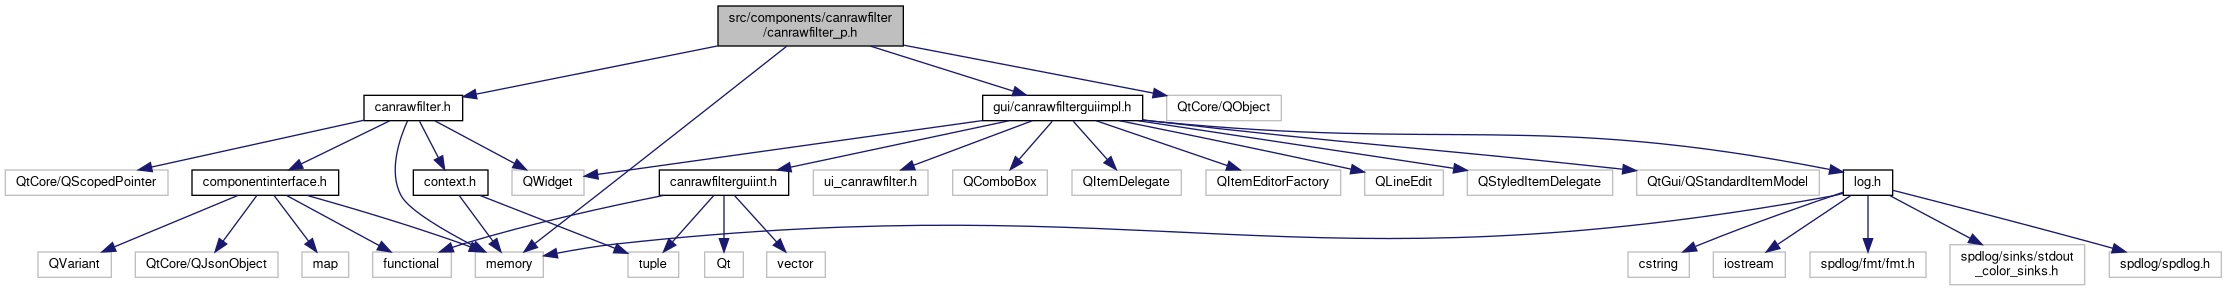 src/components/canrawfilter
/canrawfilter_p.h
canrawfilter.h
gui/canrawfilterguiimpl.h
QtCore/QObject
QtCore/QScopedPointer
componentinterface.h
context.h
QWidget
canrawfilterguiint.h
ui_canrawfilter.h
QComboBox
QItemDelegate
QItemEditorFactory
QLineEdit
QStyledItemDelegate
QtGui/QStandardItemModel
log.h
QVariant
QtCore/QJsonObject
map
functional
memory
tuple
Qt
vector
cstring
iostream
spdlog/fmt/fmt.h
spdlog/sinks/stdout
_color_sinks.h
spdlog/spdlog.h